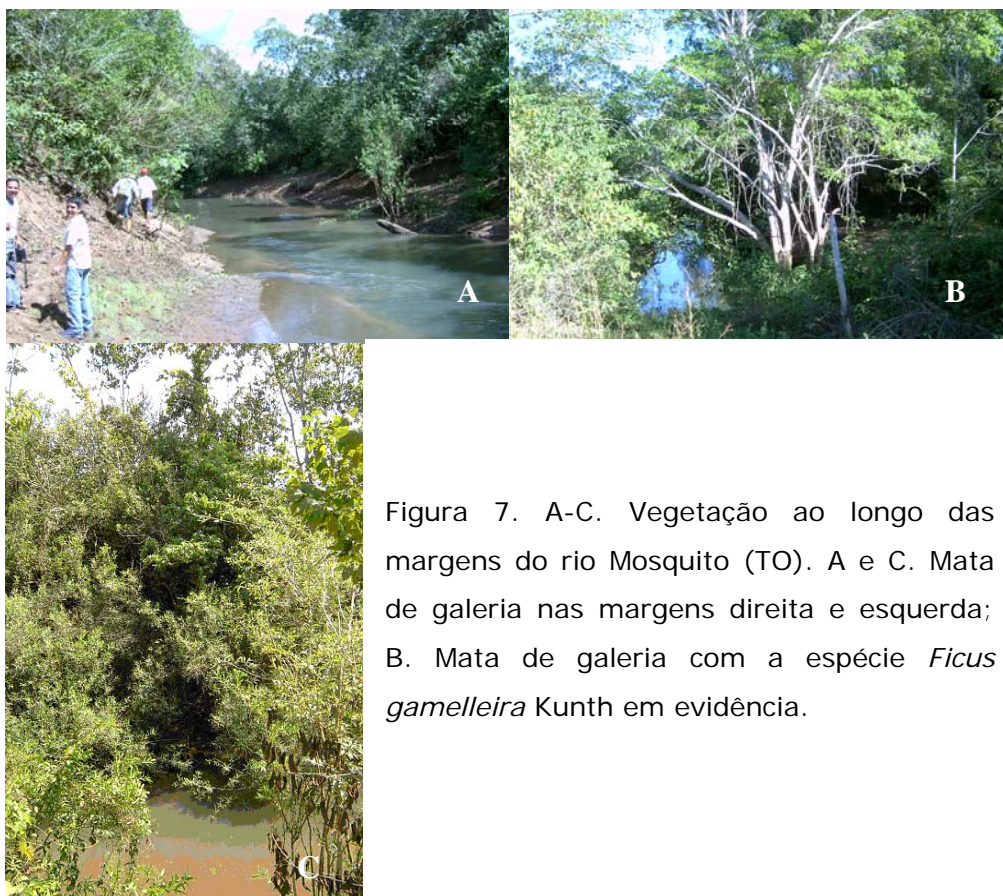 A
B
C
Figura 7. A-C. Vegetação ao longo das
margens do rio Mosquito (TO). A e C. Mata
de galeria nas margens direita e esquerda;
B. Mata de galeria com a espécie Ficus
gamelleira Kunth em evidência.